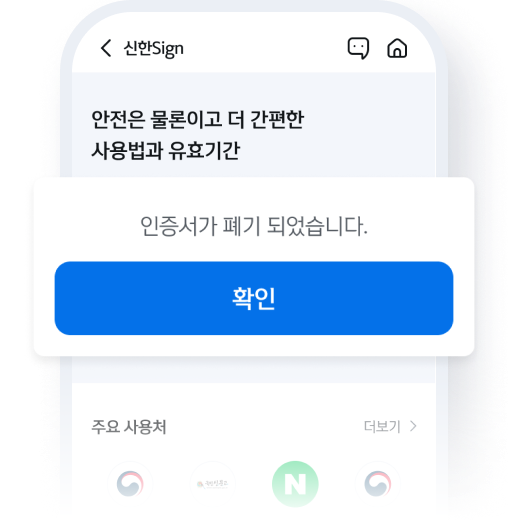 신한Sign
안전은 물론이고 더 간편한
사용법과 유효기간
인증서가 폐기 되었습니다.
확인
주요 사용처
더보기
N